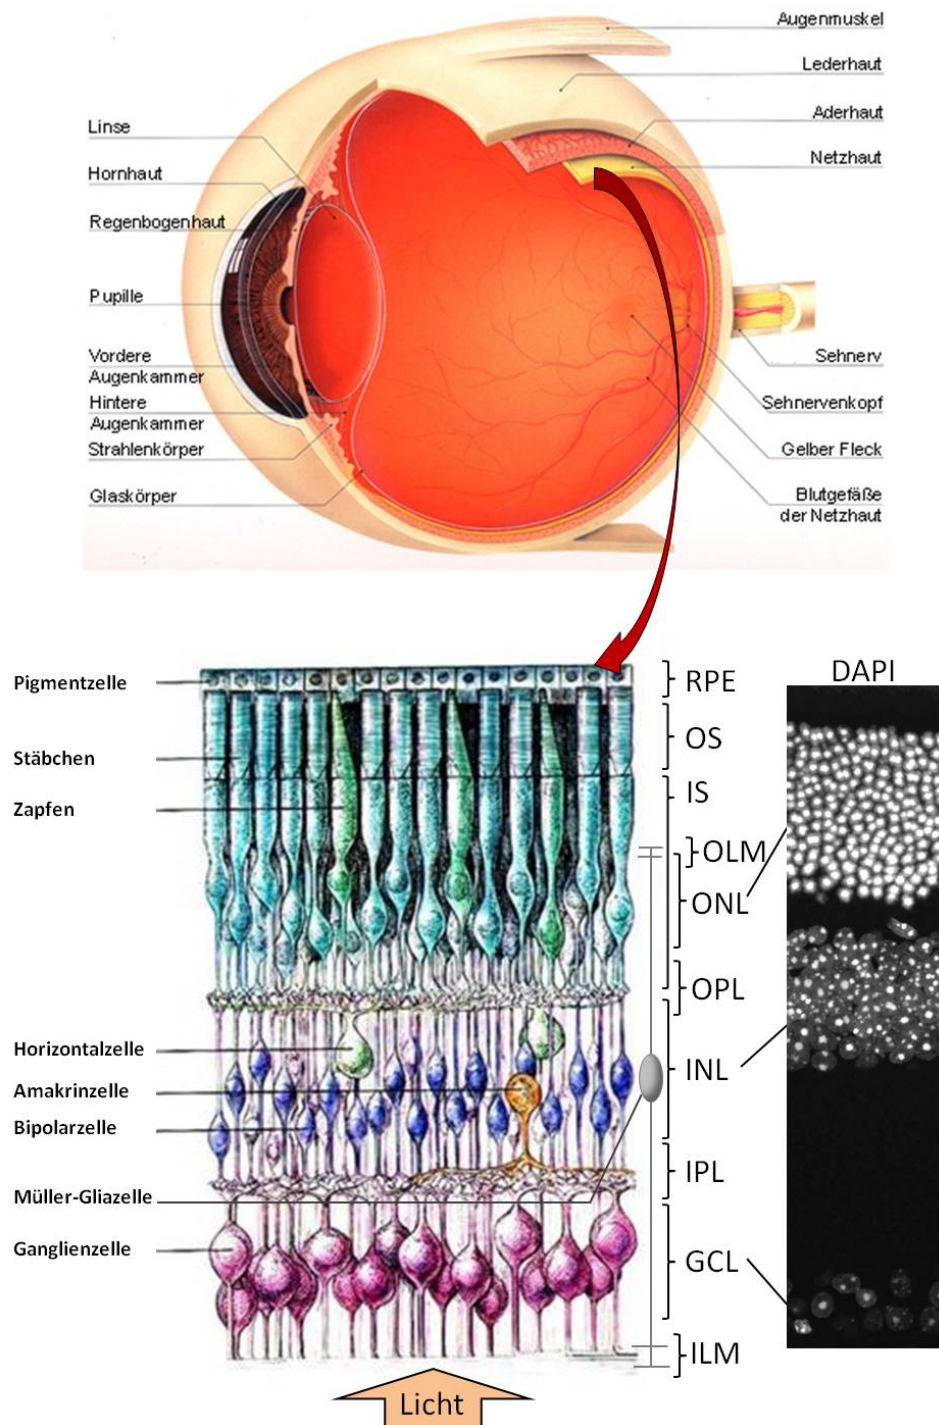 Augenmuskel
Lederhaut
Aderhaut
Netzhaut
Linse
Hornhaut
Regenbogenhaut
Pupille
Vordere
Augenkammer
Hintere
Augenkammer
Strahlenkörper
Glaskörper
Sehnerv
Sehnervenkopf
Gelber Fleck
Blutgefäße
der Netzhaut
Pigmentzelle
Stäbchen
Zapfen
Horizontalzelle
Amakrinzelle
Bipolarzelle
Müller-Gliazelle
Ganglienzelle
RPE
OS
IS
OLM
ONL
OPL
INL
IPL
GCL
ILM
DAPI
Licht